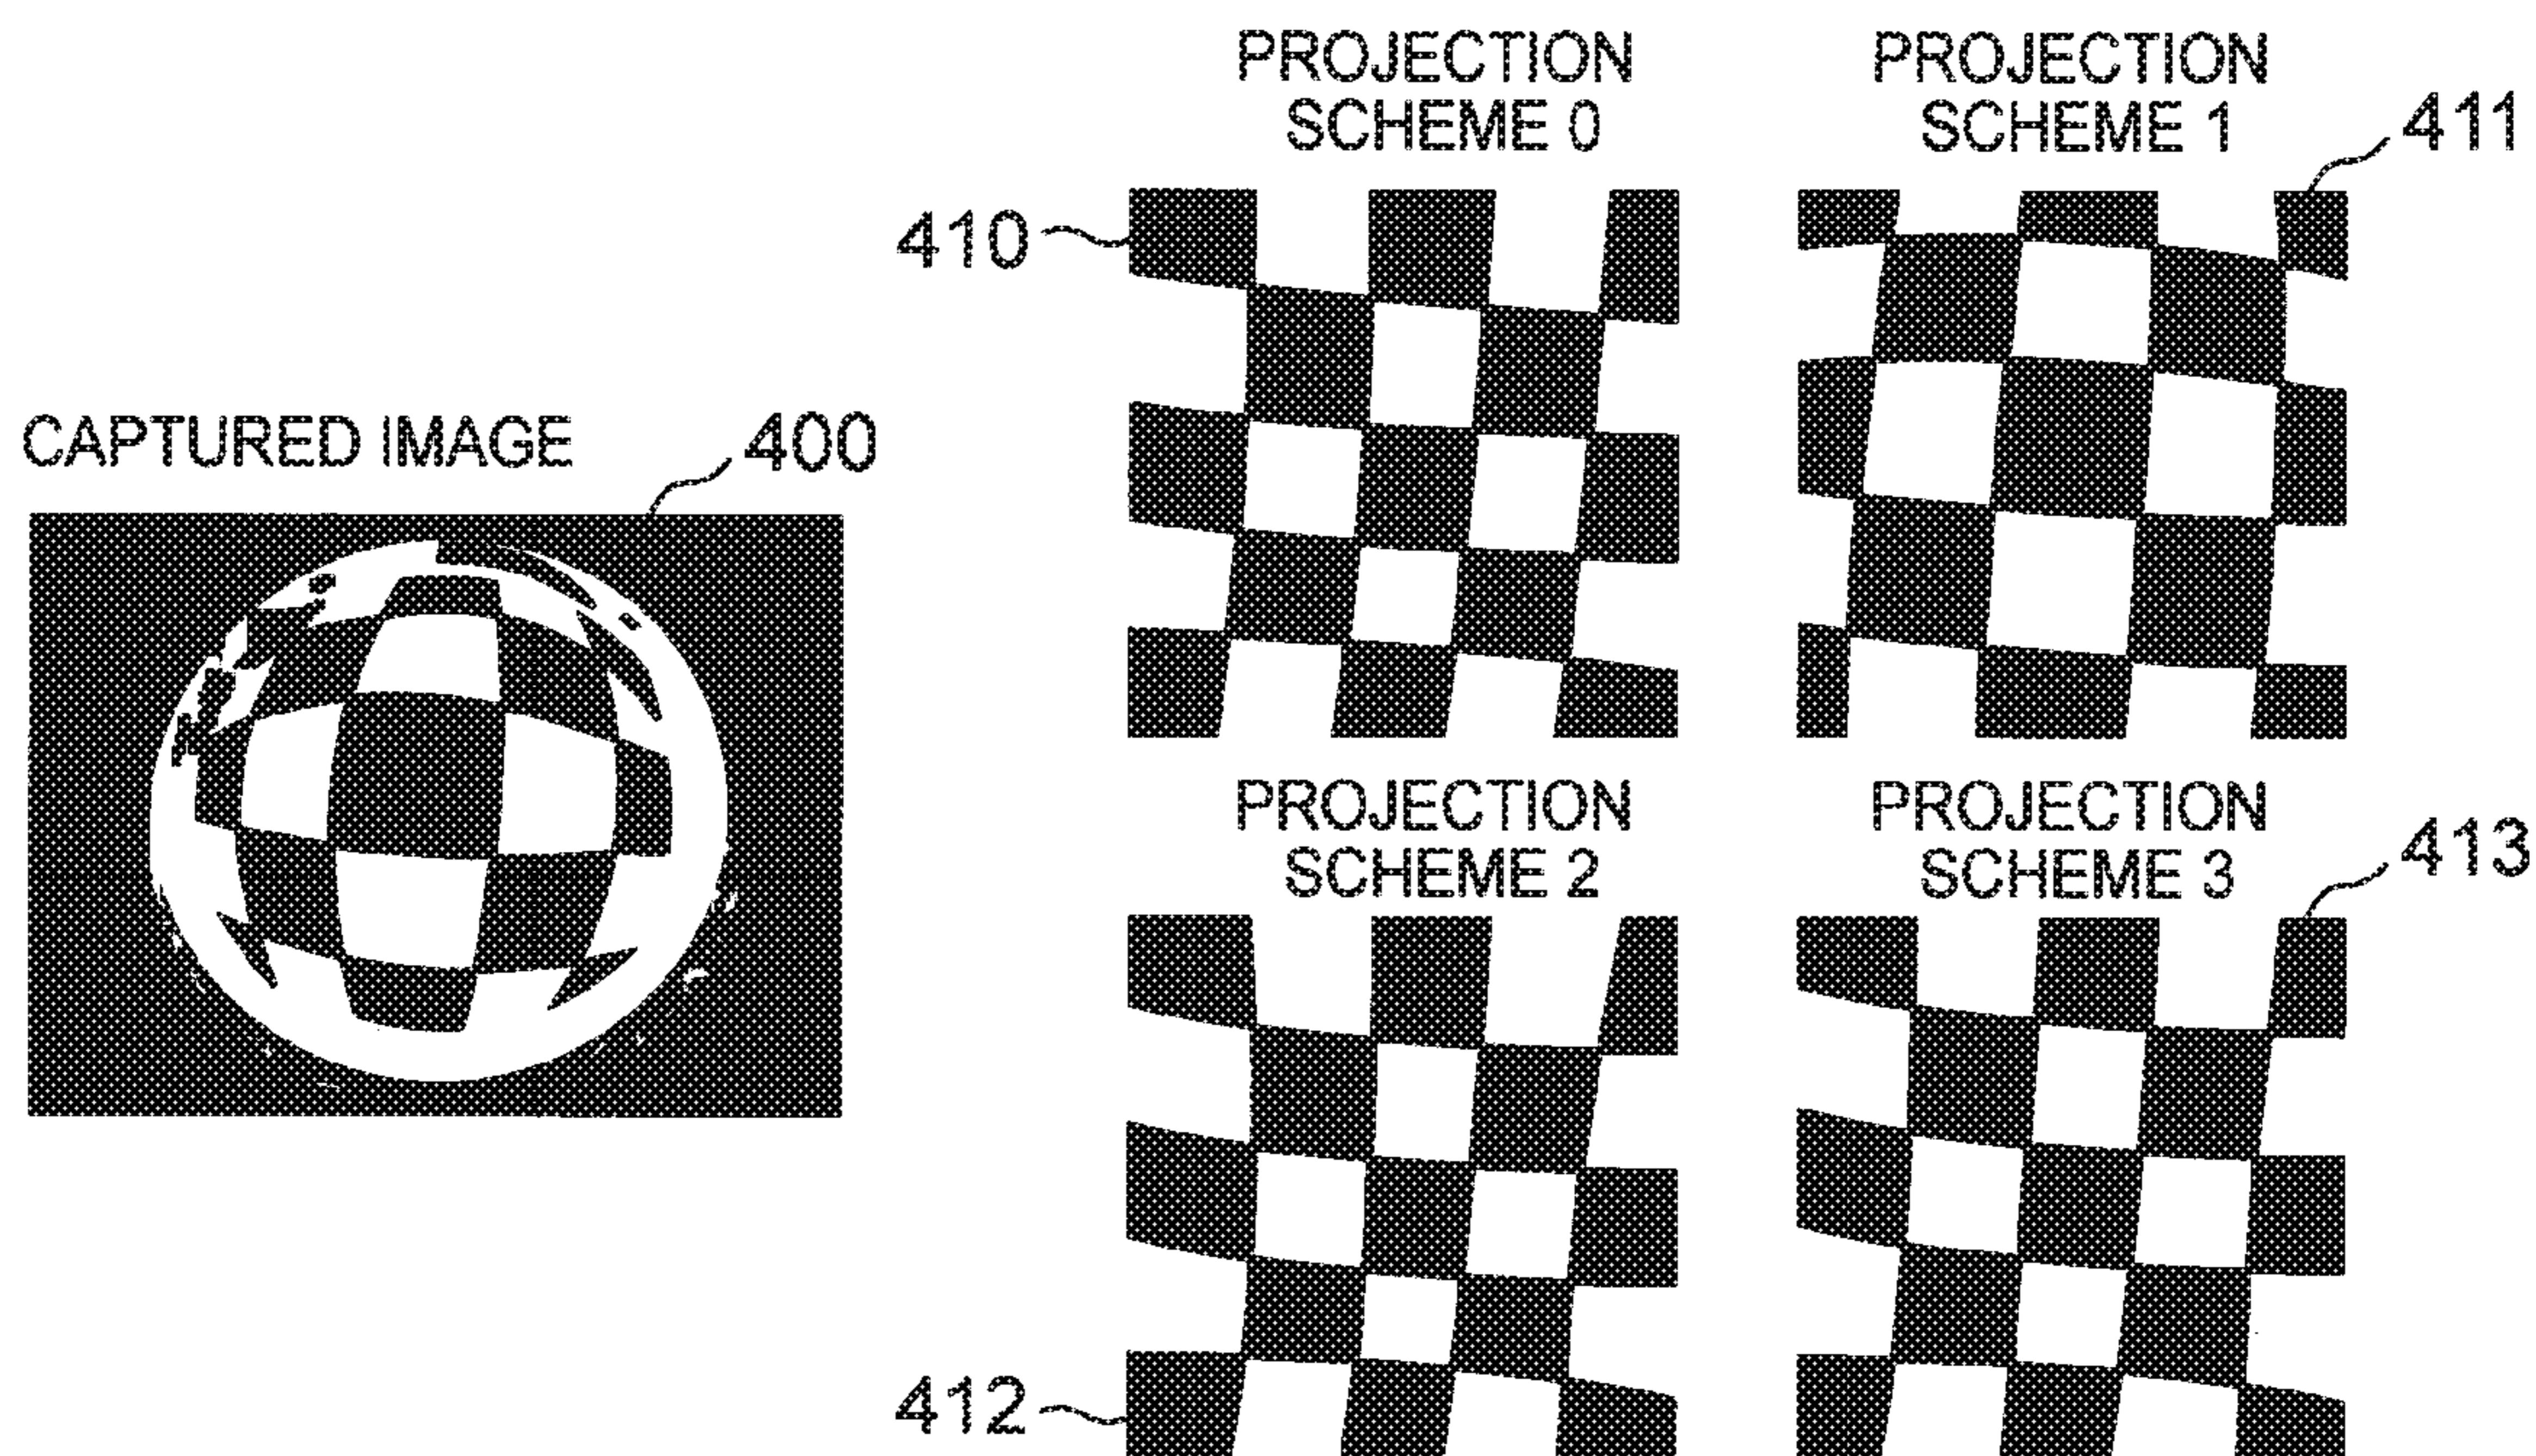 CAPTURED IMAGE
400
PROJECTION
SCHEME 0
410
PROJECTION
SCHEME 1
411
PROJECTION
SCHEME 2
412
PROJECTION
SCHEME 3
413